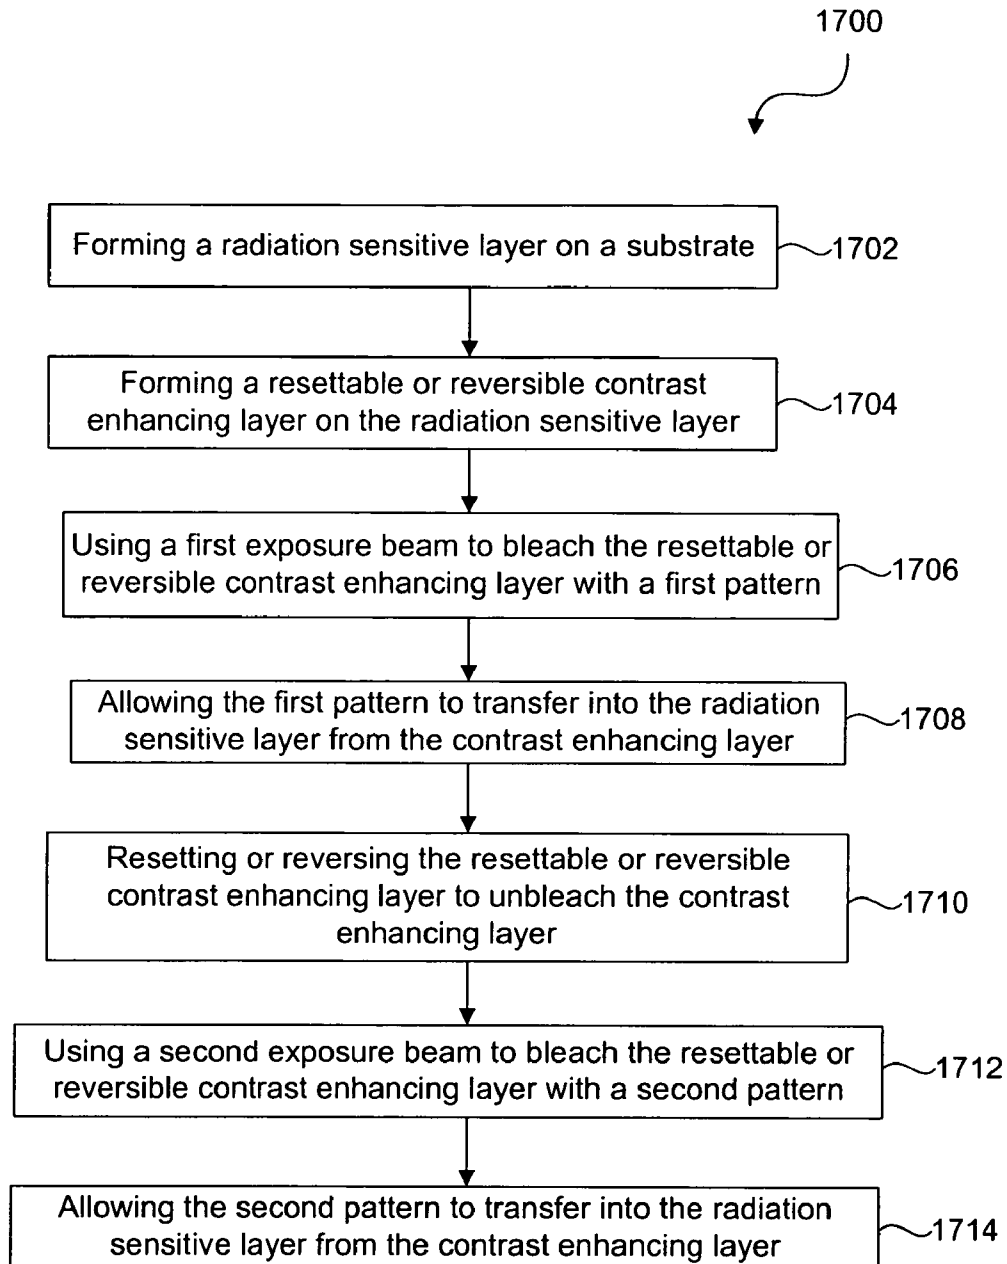 1700
Forming a radiation sensitive layer on a substrate
1702
Forming a resettable or reversible contrast
enhancing layer on the radiation sensitive layer
1704
Using a first exposure beam to bleach the resettable or
reversible contrast enhancing layer with a first pattern
1706
Allowing the first pattern to transfer into the radiation
sensitive layer from the contrast enhancing layer
1708
Resetting or reversing the resettable or reversible
contrast enhancing layer to unbleach the contrast
enhancing layer
1710
Using a second exposure beam to bleach the resettable or
reversible contrast enhancing layer with a second pattern
1712
Allowing the second pattern to transfer into the radiation
sensitive layer from the contrast enhancing layer
1714